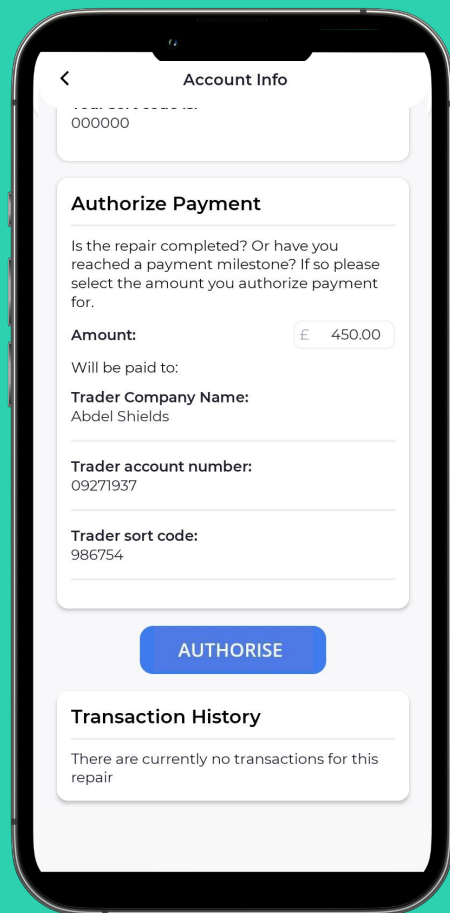 Account Info
000000
Authorize Payment
Is the repair completed? Or have you
reached a payment milestone? If so please
select the amount you authorize payment
for.
Amount: £ 450.00
Will be paid to:
Trader Company Name:
Abdel Shields
Trader account number:
09271937
Trader sort code:
986754
AUTHORISE
Transaction History
There are currently no transactions for this
repair